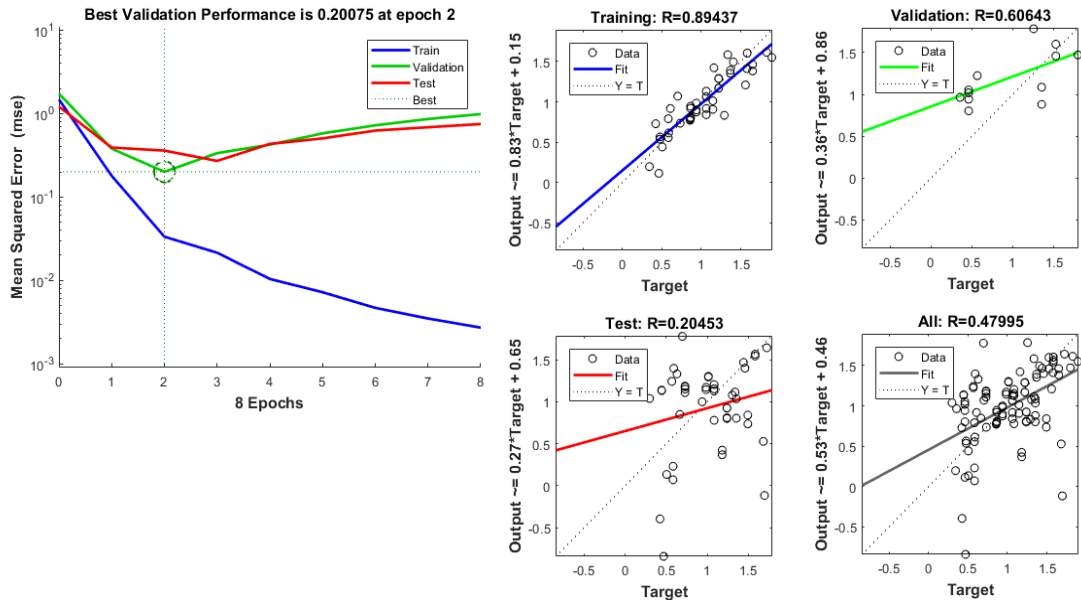 Best Validation Performance is 0.20075 at epoch 2
Mean Squared Error (mse)
10^1
10^0
10^-1
10^-2
10^-3
Train
Validation
Test
Best
0 1 2 3 4 5 6 7 8
8 Epochs
Training: R=0.89437
Output ~= 0.83*Target + 0.15
1.5
1
0.5
0
-0.5
Data
Fit
Y = T
-0.5 0 0.5 1 1.5
Target
Validation: R=0.60643
Output ~= 0.36*Target + 0.86
1.5
1
0.5
0
-0.5
Data
Fit
Y = T
-0.5 0 0.5 1 1.5
Target
Test: R=0.20453
Output ~= 0.27*Target + 0.65
1.5
1
0.5
0
-0.5
Data
Fit
Y = T
-0.5 0 0.5 1 1.5
Target
All: R=0.47995
Output ~= 0.53*Target + 0.46
1.5
1
0.5
0
-0.5
Data
Fit
Y = T
-0.5 0 0.5 1 1.5
Target